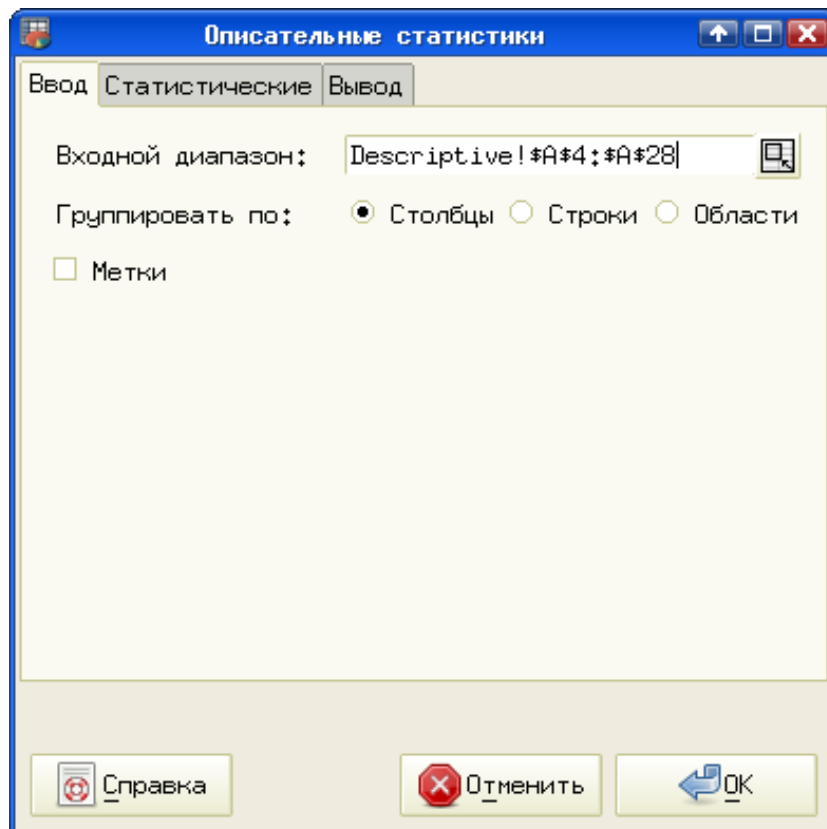 Описательные статистики
Ввод Статистические Вывод
Входной диапазон: Descriptive!$A$4:$A$28
Группировать по: Столбцы Строки Области
Метки
Справка Отменить OK